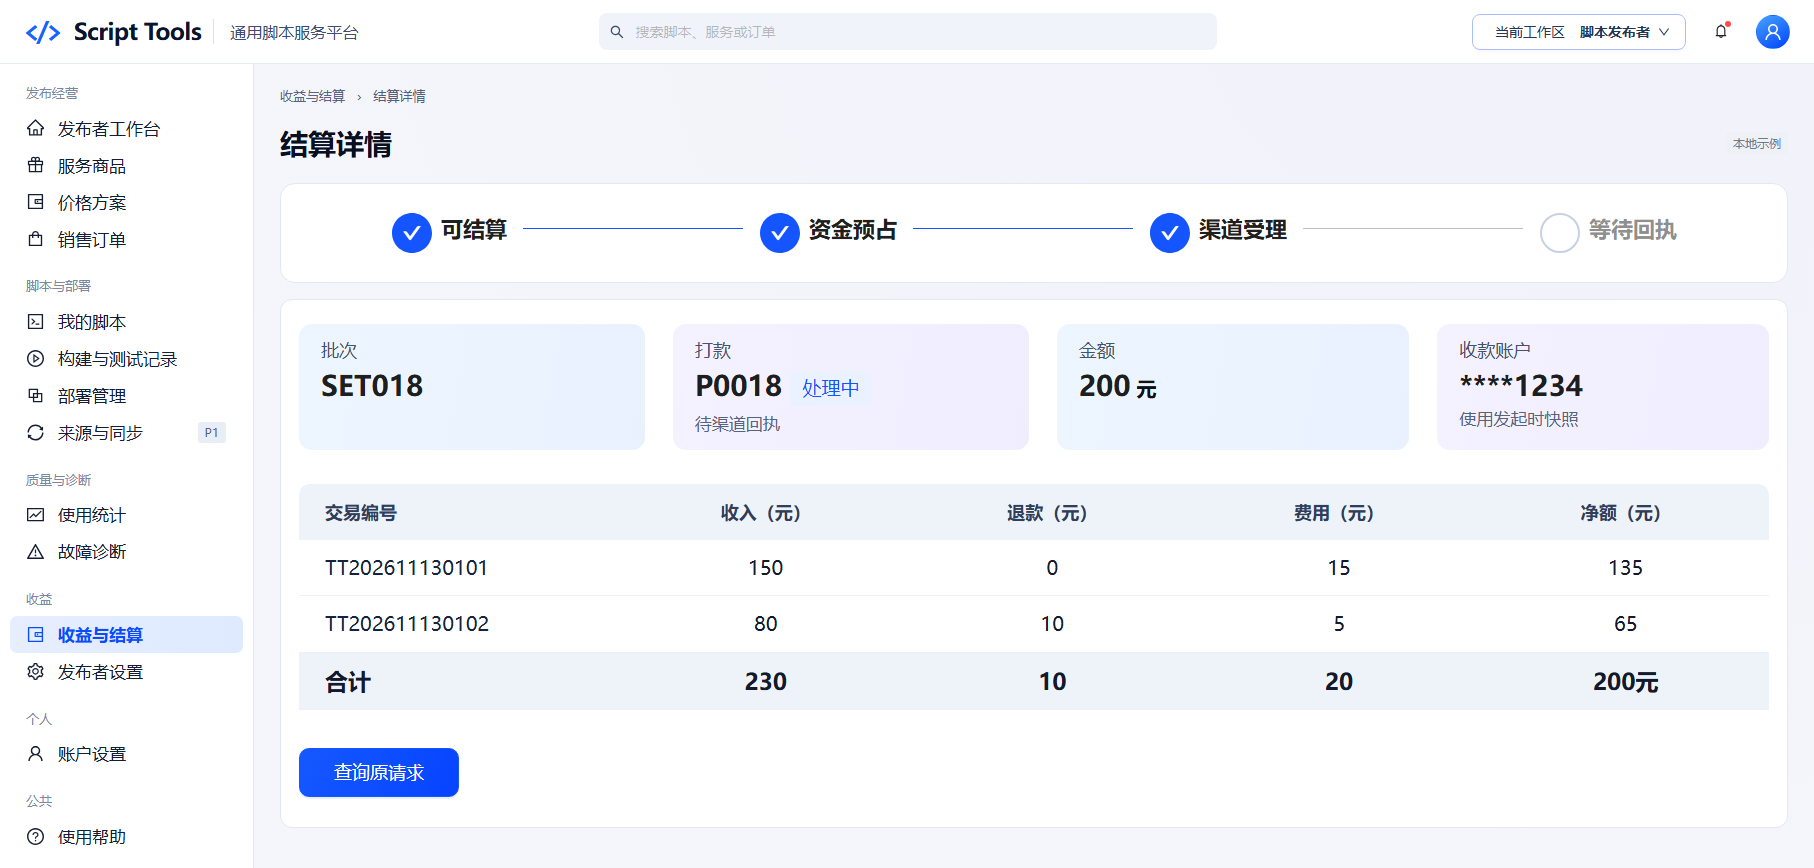 Script Tools
通用脚本服务平台
搜索脚本、服务或订单
当前工作区 脚本发布者
发布经营
发布者工作台
服务商品
价格方案
销售订单
脚本与部署
我的脚本
构建与测试记录
部署管理
来源与同步 P1
质量与诊断
使用统计
故障诊断
收益
收益与结算
发布者设置
个人
账户设置
公共
使用帮助
收益与结算 › 结算详情
结算详情
本地示例
可结算 资金预占 渠道受理 等待回执
批次
SET018
打款
P0018 处理中
待渠道回执
金额
200 元
收款账户
****1234
使用发起时快照
交易编号 收入（元） 退款（元） 费用（元） 净额（元）
TT202611130101 150 0 15 135
TT202611130102 80 10 5 65
合计 230 10 20 200元
查询原请求